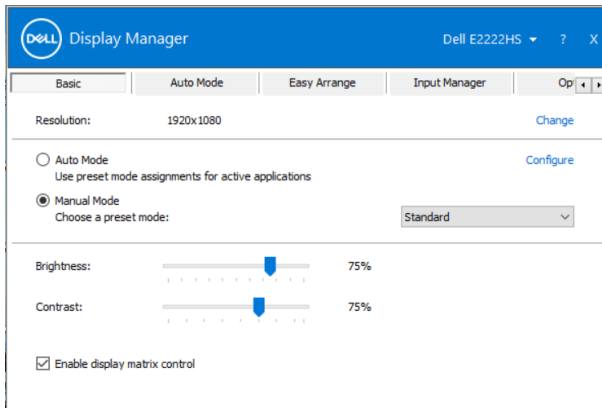 DELL Display Manager Dell E2222HS ? X
Basic Auto Mode Easy Arrange Input Manager Op
Resolution: 1920x1080 Change
Auto Mode Configure
Use preset mode assignments for active applications
Manual Mode
Choose a preset mode: Standard
Brightness: 75%
Contrast: 75%
Enable display matrix control